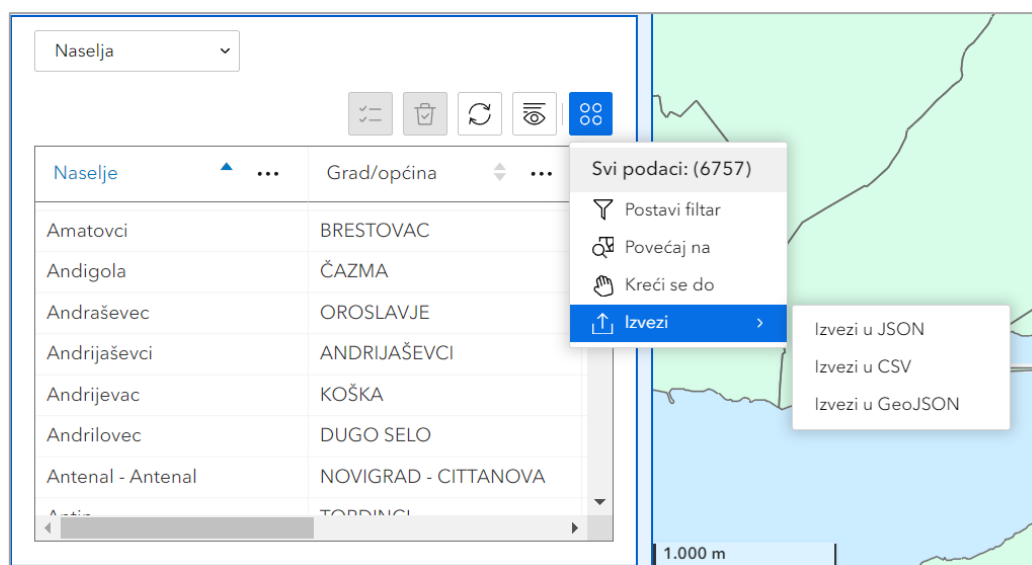 Naselja
Naselje
Grad/općina
Amatovci
BRESTOVAC
Andigola
ČAZMA
Andraševec
OROSLAVJE
Andrijaševci
ANDRIJAŠEVCI
Andrijevac
KOŠKA
Andrilovec
DUGO SELO
Antenal - Antenal
NOVIGRAD - CITTANOVA
Svi podaci: (6757)
Postavi filtar
Povećaj na
Kreći se do
Izvezi
Izvezi u JSON
Izvezi u CSV
Izvezi u GeoJSON
1.000 m